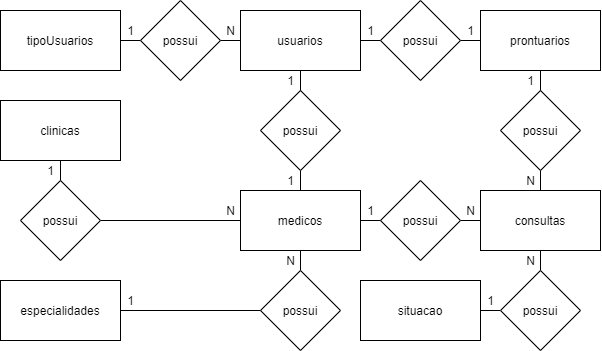 tipoUsuarios 1 possui N usuarios 1 possui 1 prontuarios
1 1
clinicas possui possui
1 1 N
possui N medicos 1 possui N consultas
N N
especialidades 1 possui situacao 1 possui